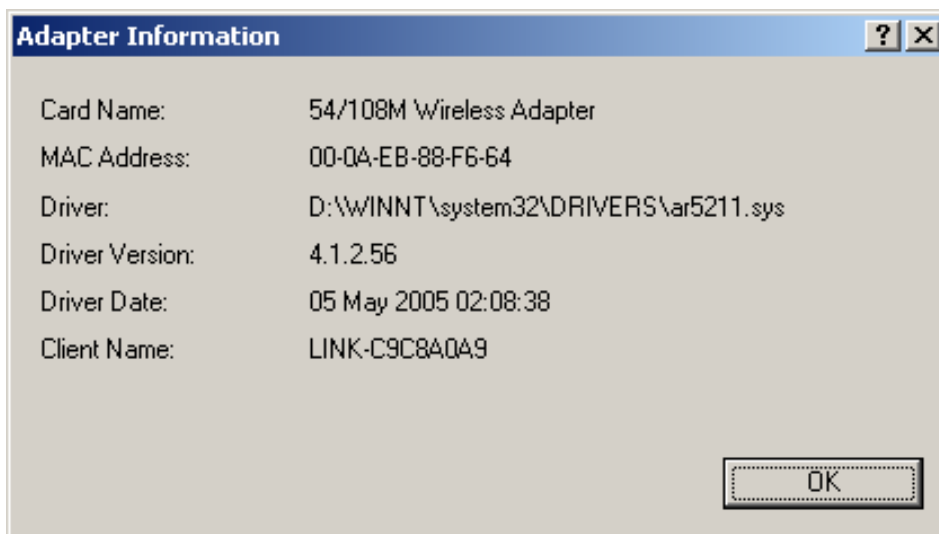 Adapter Information
Card Name: 54/108M Wireless Adapter
MAC Address: 00-0A-EB-88-F6-64
Driver: D:\WINNT\system32\DRIVERS\ar5211.sys
Driver Version: 4.1.2.56
Driver Date: 05 May 2005 02:08:38
Client Name: LINK-C9C8A0A9
OK